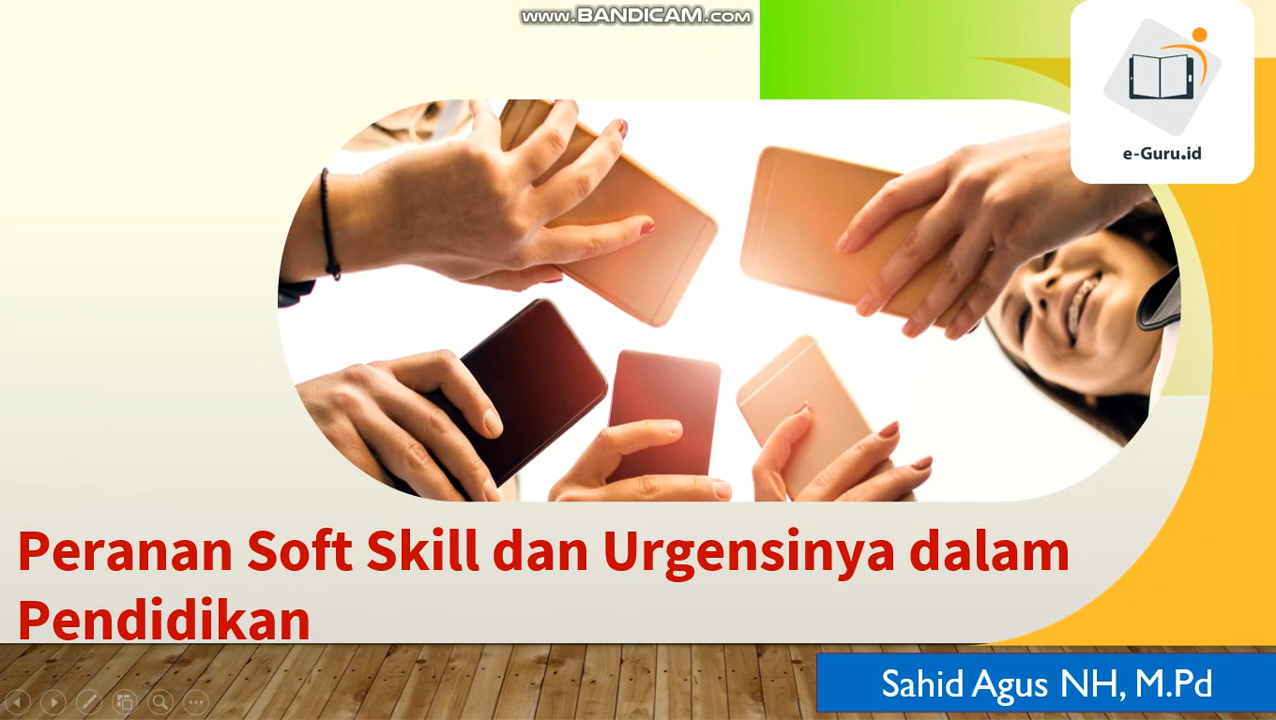 www.BANDICAM.com
e-Guru.id
Peranan Soft Skill dan Urgensinya dalam
Pendidikan
Sahid Agus NH, M.Pd